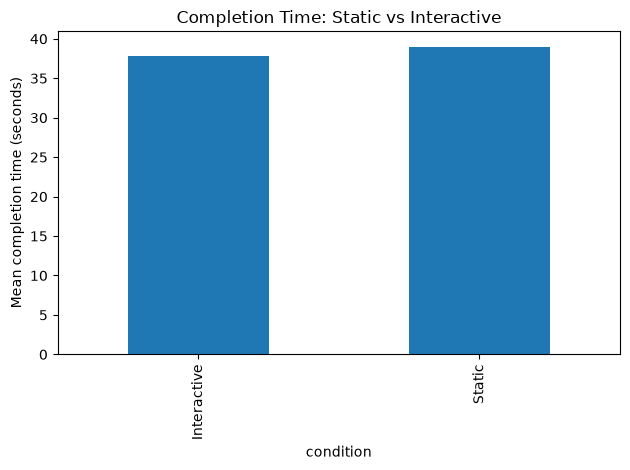 Completion Time: Static vs Interactive
Mean completion time (seconds)
40
35
30
25
20
15
10
5
0
Interactive
Static
condition